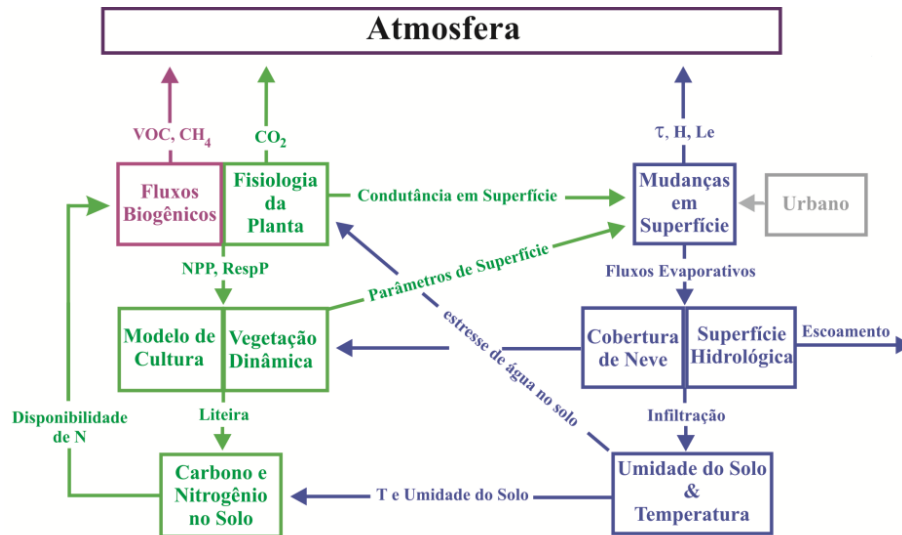 Atmosfera
VOC, CH4
CO2
τ, H, Le
Fluxos
Biogênicos
Fisiologia
da
Planta
Condutância em Superfície
Mudanças
em
Superfície
Urbano
NPP, RespP
Parâmetros de Superfície
Fluxos Evaporativos
Modelo de
Cultura
Vegetação
Dinâmica
estresse de água no solo
Cobertura
de Neve
Superfície
Hidrológica
Escoamento
Disponibilidade
de N
Liteira
Infiltração
Carbono e
Nitrogênio
no Solo
T e Umidade do Solo
Umidade do Solo
&
Temperatura